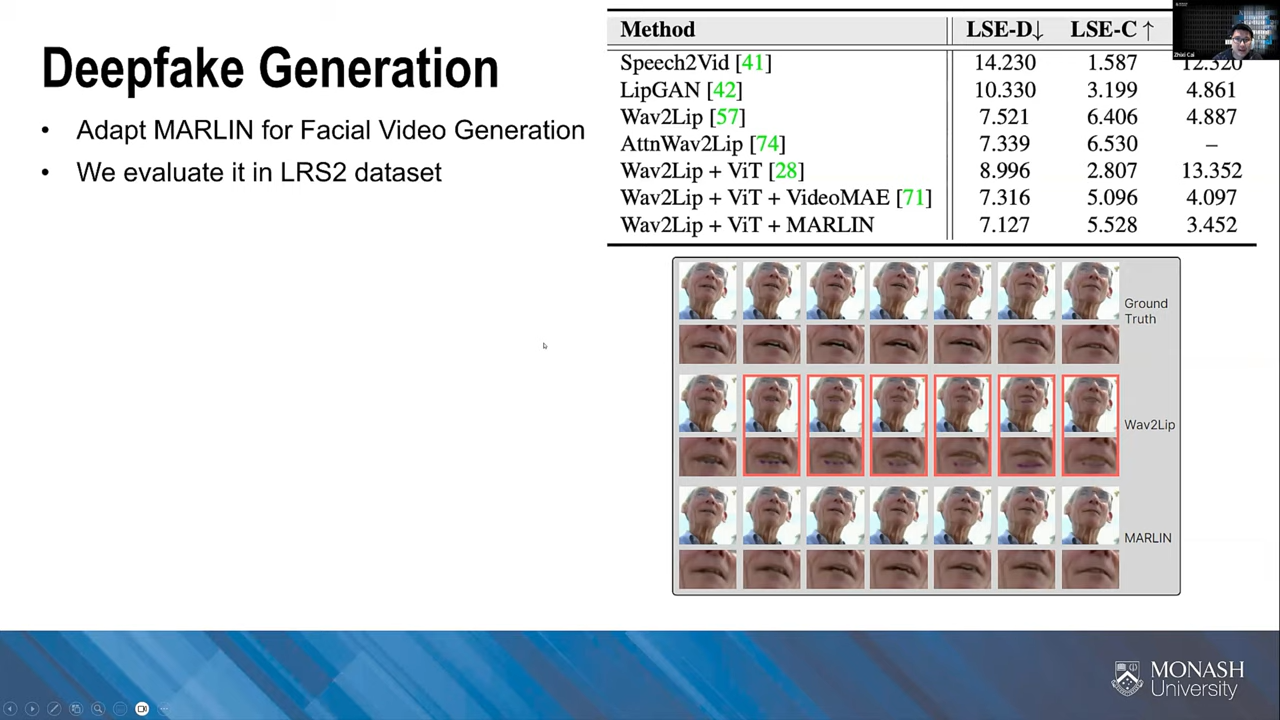 Deepfake Generation
• Adapt MARLIN for Facial Video Generation
• We evaluate it in LRS2 dataset
Method LSE-D↓ LSE-C↑
Speech2Vid [41] 14.230 1.587 12.320
LipGAN [42] 10.330 3.199 4.861
Wav2Lip [57] 7.521 6.406 4.887
AttnWav2Lip [74] 7.339 6.530 –
Wav2Lip + ViT [28] 8.996 2.807 13.352
Wav2Lip + ViT + VideoMAE [71] 7.316 5.096 4.097
Wav2Lip + ViT + MARLIN 7.127 5.528 3.452
Ground
Truth
Wav2Lip
MARLIN
Zhixi Cai
MONASH
University